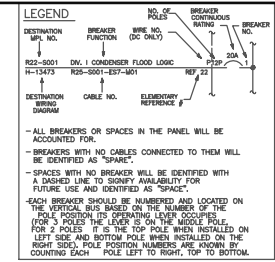 LEGEND
NO. OF
POLES
BREAKER
CONTINUOUS
RATING
BREAKER
NO.
DESTINATION
MPL NO.
BREAKER
FUNCTION
WIRE NO.
(DC ONLY)
20A
R22-S001 DIV. I CONDENSER FLOOD LOGIC P12P 1
H-13473 R25-S001-ES7-M01 REF 22
DESTINATION
WIRING
DIAGRAM
CABLE NO.
ELEMENTARY
REFERENCE #
-ALL BREAKERS OR SPACES IN THE PANEL WILL BE
ACCOUNTED FOR.
-BREAKERS WITH NO CABLES CONNECTED TO THEM WILL
BE IDENTIFIED AS "SPARE".
-SPACES WITH NO BREAKER WILL BE IDENTIFIED WITH
A DASHED LINE TO SIGNIFY AVAILABILITY FOR
FUTURE USE AND IDENTIFIED AS "SPACE".
-EACH BREAKER SHOULD BE NUMBERED AND LOCATED ON
THE VERTICAL BUS BASED ON THE NUMBER OF THE
POLE POSITION ITS OPERATING LEVER OCCUPIES
(FOR 3 POLES THE LEVER IS ON THE MIDDLE POLE,
FOR 2 POLES IT IS THE TOP POLE WHEN INSTALLED ON
LEFT SIDE AND BOTTOM POLE WHEN INSTALLED ON THE
RIGHT SIDE). POLE POSITION NUMBERS ARE KNOWN BY
COUNTING EACH POLE LEFT TO RIGHT, TOP TO BOTTOM.